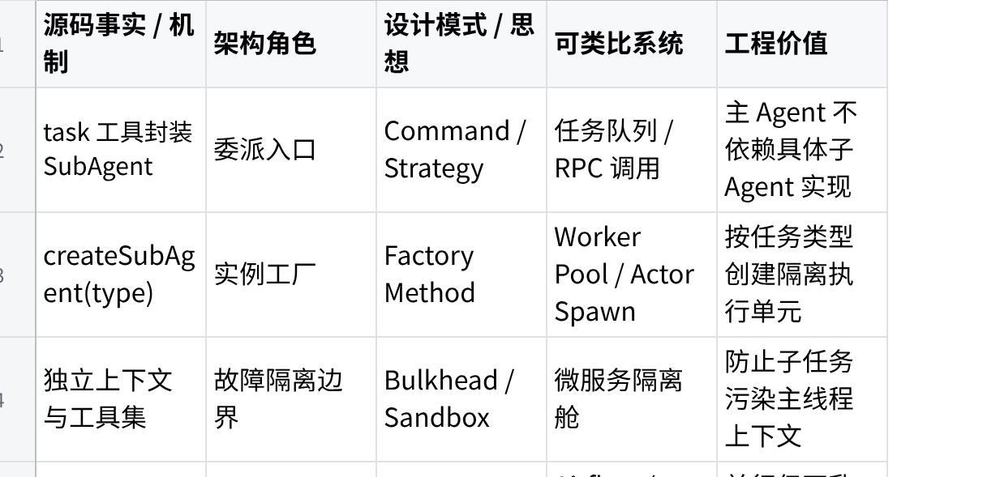 源码事实 / 机制
架构角色
设计模式 / 思想
可类比系统
工程价值
task 工具封装
SubAgent
委派入口
Command /
Strategy
任务队列 /
RPC 调用
主 Agent 不
依赖具体子
Agent 实现
createSubAg
ent(type)
实例工厂
Factory
Method
Worker
Pool / Actor
Spawn
按任务类型
创建隔离执
行单元
独立上下文
与工具集
故障隔离边
界
Bulkhead /
Sandbox
微服务隔离
舱
防止子任务
污染主线程
上下文